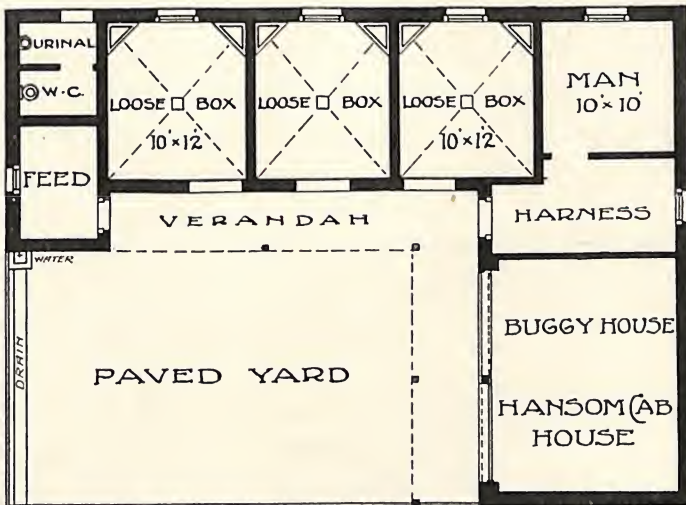 URINAL
W.C.
LOOSE BOX
10' x 12'
LOOSE BOX
LOOSE BOX
10' x 12'
MAN
10' x 10'
FEED
VERANDAH
HARNESS
WATER
DRAIN
PAVED YARD
BUGGY HOUSE
HANSOM CAB
HOUSE